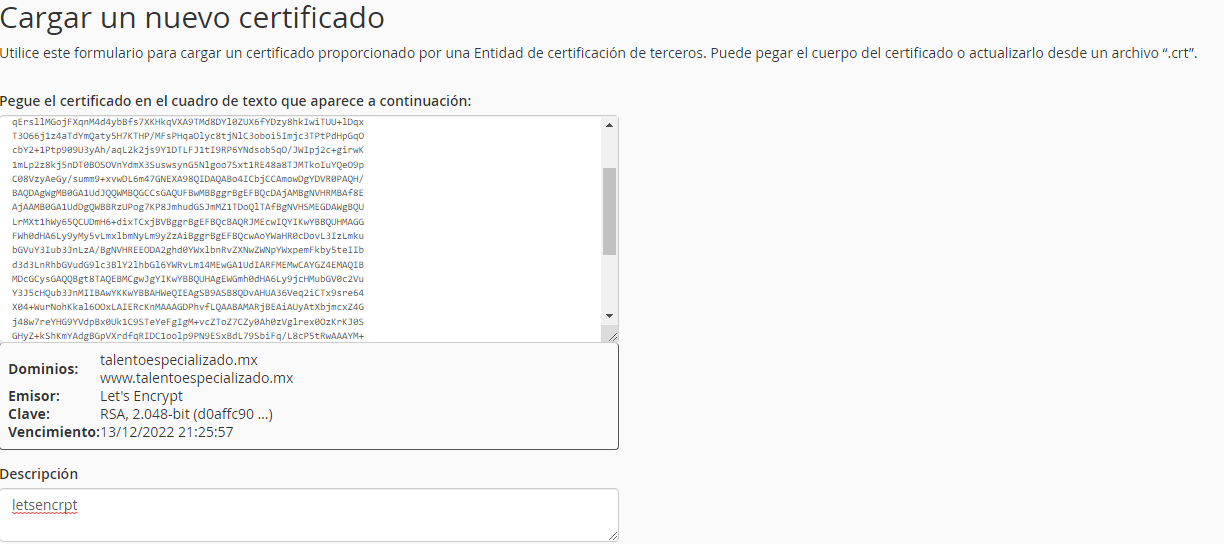 Cargar un nuevo certificado
Utilice este formulario para cargar un certificado proporcionado por una Entidad de certificación de terceros. Puede pegar el cuerpo del certificado o actualizarlo desde un archivo “.crt”.
Pegue el certificado en el cuadro de texto que aparece a continuación:
qErsllMGojFXqnM4d4ybBfs7XKHkqVXA9TMd8DYl0ZUX6fYDzy8hkIwiTUU+lDqx
T3O66j1z4aTdYmQaty5H7KTHP/MFsPHqaOlyc8tjNlC3oboi5Imjc3TPtPdHpGqO
cbY2+1Ptp909U3yAh/aqL2k2js9Y1DTLFJ1tI9RP6YNdsob5qO/JWIpj2c+girwK
1mLp2z8kj5nDT0BOSOVnYdmX3SuswsynG5Nlgoo7Sxt1RE48a8TJMTkoIuYQeO9p
C08VzyAeGy/summ9+xvwDL6m47GNEXA98QIDAQABo4ICbjCCAmowDgYDVR0PAQH/
BAQDAgWgMB0GA1UdJQQWMBQGCCsGAQUFBwMBBggrBgEFBQcDAjAMBgNVHRMBAf8E
AjAAMB0GA1UdDgQWBBRzUPog7KP8JmhudGSJmMZ1TDoQlTAfBgNVHSMEGDAWgBQU
LrMXt1hWy65QCUDmH6+dixTCxjBVBggrBgEFBQcBAQRJMEcwIQYIKwYBBQUHMAGG
FWh0dHA6Ly9yMy5vLmxlbmNyLm9yZzAiBggrBgEFBQcwAoYWaHR0cDovL3IzLmku
bGVuY3Iub3JnLzA/BgNVHREEODA2ghd0YWxlbnRvZXNwZWNpYWxpemFkby5teIIb
d3d3LnRhbGVudG9lc3BlY2lhbGl6YWRvLm14MEwGA1UdIARFMEMwCAYGZ4EMAQIB
MDcGCysGAQQBgt8TAQEBMCgwJgYIKwYBBQUHAgEWGmh0dHA6Ly9jcHMubGV0c2Vu
Y3J5cHQub3JnMIIBAwYKKwYBBAHWeQIEAgSB9ASB8QDvAHUA36Veq2iCTx9sre64
X04+WurNohKkal6OOxLAIERcKnMAAAGDPhvfLQAABAMARjBEAiAUyAtXbjmcxZ4G
j48w7reYHG9YVdpBx0Uk1C9STeYeFgIgM+vcZToZ7CZy0Ah0zVglrex0OzKrKJ0S
GHyZ+kShKmYAdgBGpVXrdfqRIDC1oolp9PN9ESxBdL79SbiFq/L8cP5tRwAAAYM+
Dominios:
talentoespecializado.mx
www.talentoespecializado.mx
Emisor: Let's Encrypt
Clave: RSA, 2.048-bit (d0affc90 ...)
Vencimiento:13/12/2022 21:25:57
Descripción
letsencrpt